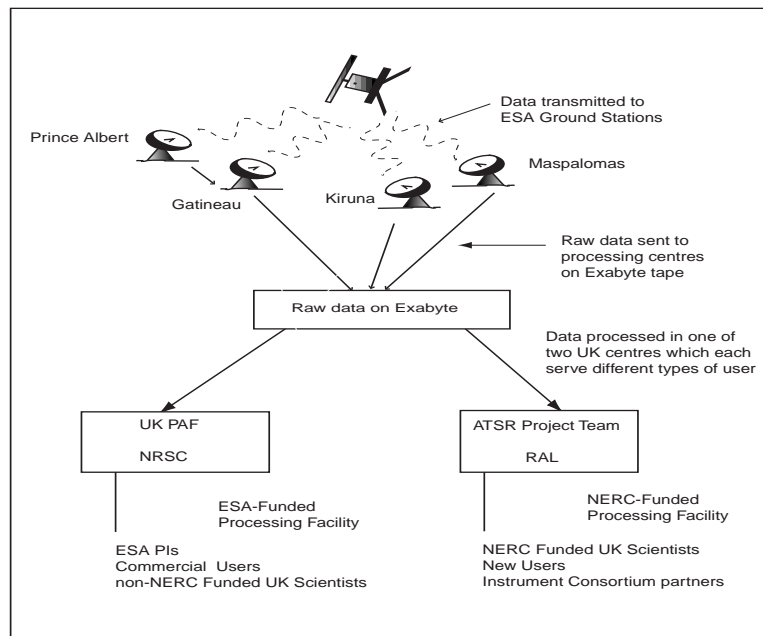 Data transmitted to
ESA Ground Stations
Prince Albert
Maspalomas
Gatineau
Kiruna
Raw data sent to
processing centres
on Exabyte tape
Raw data on Exabyte
Data processed in one of
two UK centres which each
serve different types of user
UK PAF
NRSC
ATSR Project Team
RAL
ESA-Funded
Processing Facility
NERC-Funded
Processing Facility
ESA PIs
Commercial Users
non-NERC Funded UK Scientists
NERC Funded UK Scientists
New Users
Instrument Consortium partners